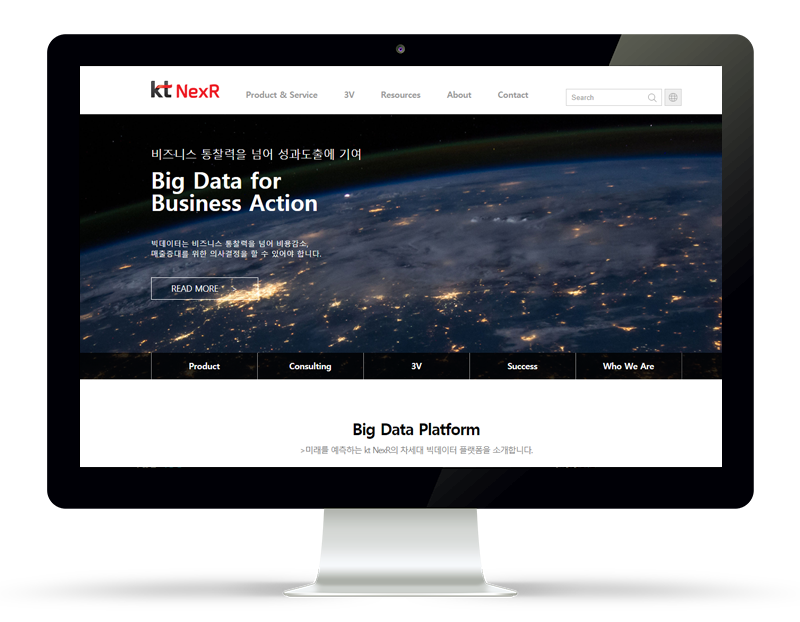 kt NexR
Product & Service
3V
Resources
About
Contact
Search
비즈니스 통찰력을 넘어 성과도출에 기여
Big Data for
Business Action
빅데이터는 비즈니스 통찰력을 넘어 비용감소,
매출증대를 위한 의사결정을 할 수 있어야 합니다.
READ MORE
Product
Consulting
3V
Success
Who We Are
Big Data Platform
>미래를 예측하는 kt NexR의 차세대 빅데이터 플랫폼을 소개합니다.